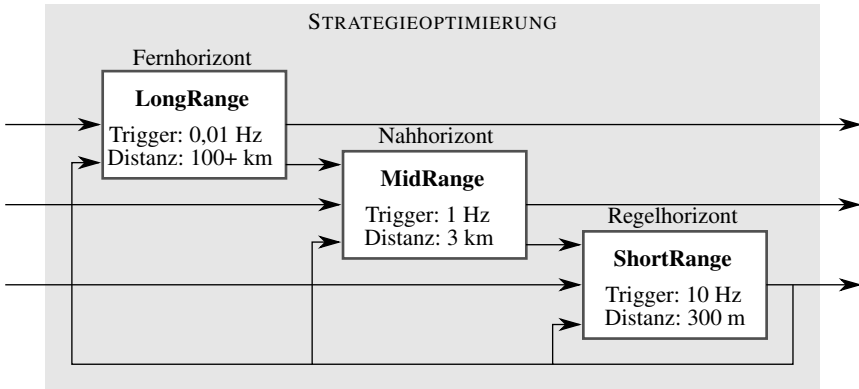 STRATEGIEOPTIMIERUNG
Fernhorizont
LongRange
Trigger: 0,01 Hz
Distanz: 100+ km
Nahhorizont
MidRange
Trigger: 1 Hz
Distanz: 3 km
Regelhorizont
ShortRange
Trigger: 10 Hz
Distanz: 300 m